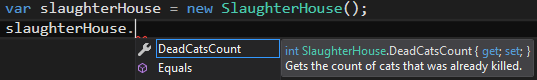 var slaughterHouse = new SlaughterHouse();
slaughterHouse.
DeadCatsCount
Equals
int SlaughterHouse.DeadCatsCount { get; set; }
Gets the count of cats that was already killed.